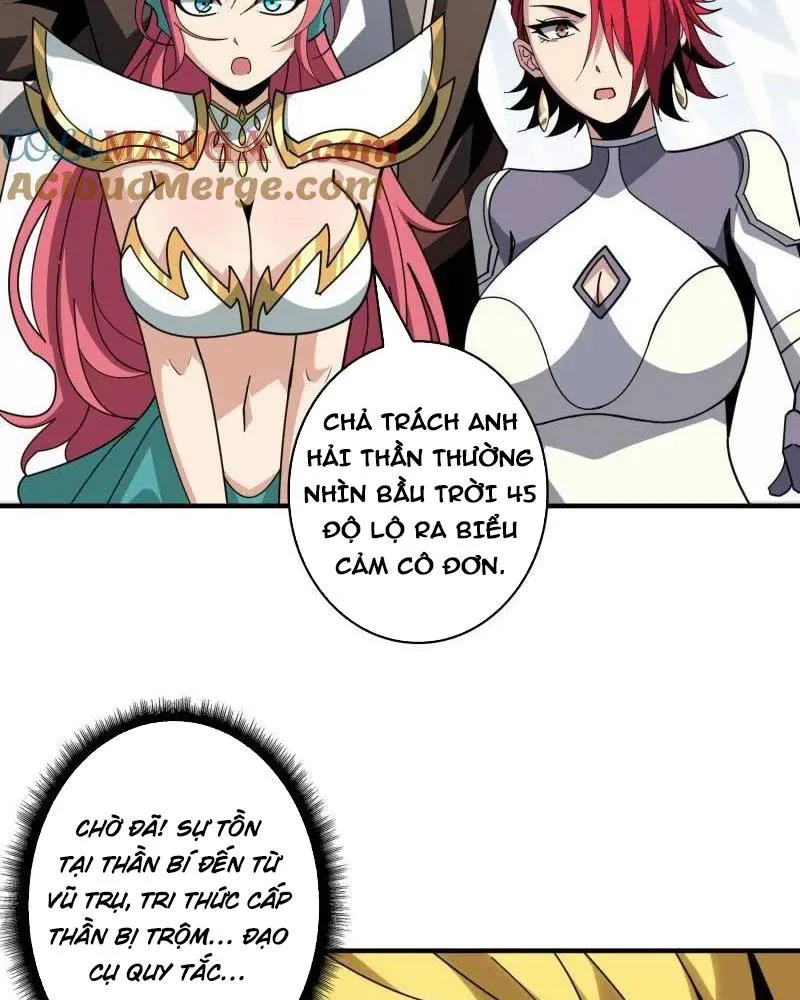 COLAMANGA.com
ACloudMerge.com
CHẢ TRÁCH ANH
HẢI THẦN THƯỜNG
NHÌN BẦU TRỜI 45
ĐỘ LỘ RA BIỂU
CẢM CÔ ĐƠN.
CHỜ ĐÃ! SỰ TỒN
TẠI THẦN BÍ ĐẾN TỪ
VŨ TRỤ, TRI THỨC CẤP
THẦN BỊ TRỘM... ĐẠO
CỤ QUY TẮC...